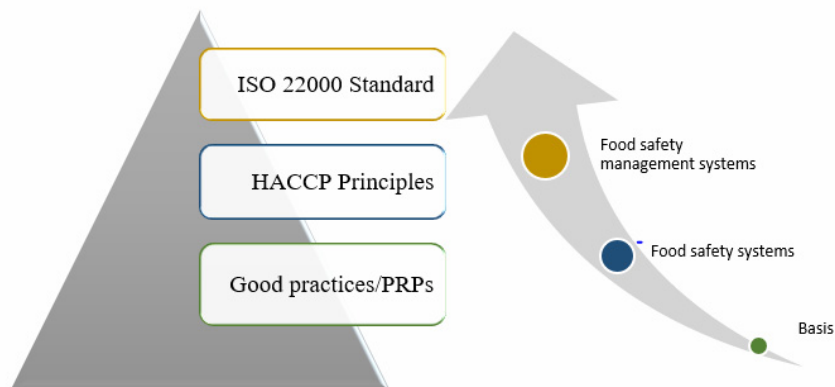 ISO 22000 Standard
HACCP Principles
Good practices/PRPs
Food safety
management systems
Food safety systems
Basis